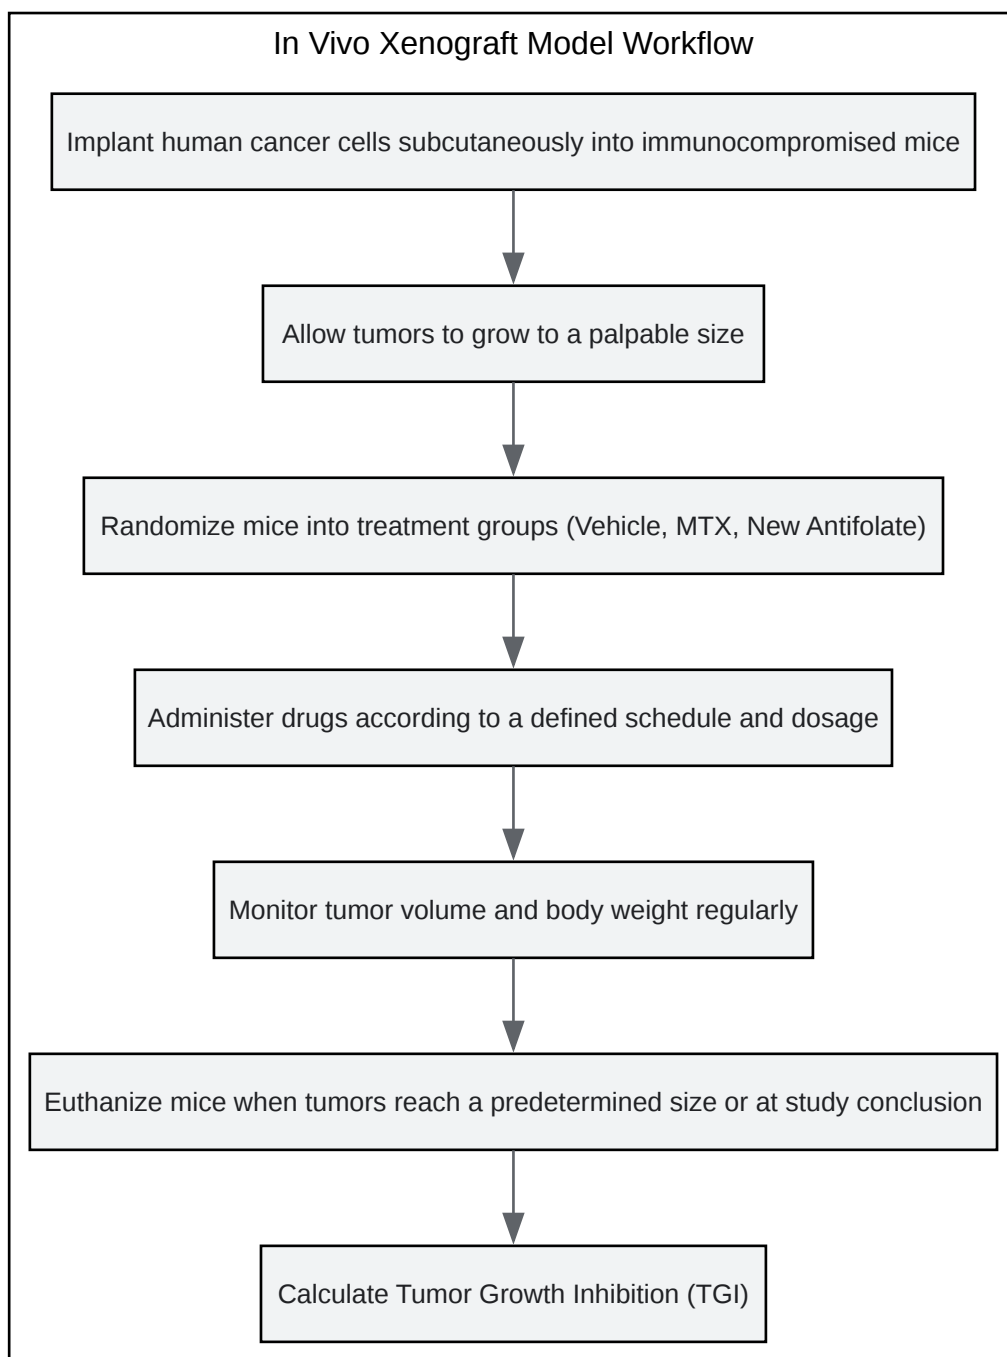 In Vivo Xenograft Model Workflow
Implant human cancer cells subcutaneously into immunocompromised mice
Allow tumors to grow to a palpable size
Randomize mice into treatment groups (Vehicle, MTX, New Antifolate)
Administer drugs according to a defined schedule and dosage
Monitor tumor volume and body weight regularly
Euthanize mice when tumors reach a predetermined size or at study conclusion
Calculate Tumor Growth Inhibition (TGI)